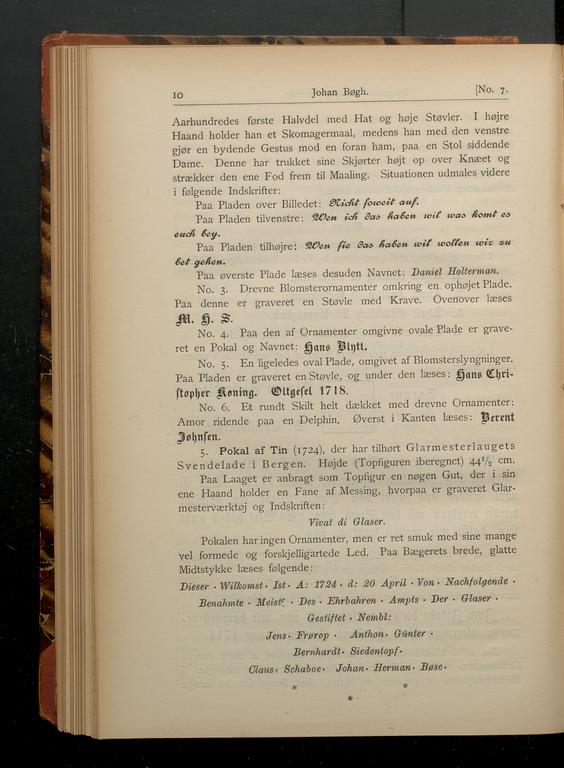 10 Johan Bøgh. [No. 7.
Aarhundredes første Halvdel med Hat og høje Støvler. I højre
Haand holder han et Skomagermaal, medens han med den venstre
gjør en bydende Gestus mod en foran ham, paa en Stol siddende
Dame. Denne har trukket sine Skjørter højt op over Knæet og
strækker den ene Fod frem til Maaling. Situationen udmales videre
i følgende Indskrifter:
Paa Pladen over Billedet: Nicht soweit auf.
Paa Pladen tilvenstre: Wen ich das haben wil was komt es
euch bey.
Paa Pladen tilhøjre: Wen sie das haben wil wollen wir zu
bet gehen.
Paa øverste Plade læses desuden Navnet: Daniel Holterman.
No. 3. Drevne Blomsterornamenter omkring en ophøjet Plade.
Paa denne er graveret en Støvle med Krave. Ovenover læses
M. H. S.
No. 4. Paa den af Ornamenter omgivne ovale Plade er grave-
ret en Pokal og Navnet: Hans Blytt.
No. 5. En ligeledes oval Plade, omgivet af Blomsterslyngninger.
Paa Pladen er graveret en Støvle, og under den læses: Hans Chri-
stopher Köning. Oltgesel 1718.
No. 6. Et rundt Skilt helt dækket med drevne Ornamenter:
Amor ridende paa en Delphin. Øverst i Kanten læses: Berent
Johnsen.
5. Pokal af Tin (1724), der har tilhørt Glarmesterlaugets
Svendelade i Bergen. Højde (Topfiguren iberegnet) 44½ cm.
Paa Laaget er anbragt som Topfigur en nøgen Gut, der i sin
ene Haand holder en Fane af Messing, hvorpaa er graveret Glar-
mesterværktøj og Indskriften:
Vivat di Glaser.
Pokalen har ingen Ornamenter, men er ret smuk med sine mange
vel formede og forskjelligartede Led. Paa Bægerets brede, glatte
Midtstykke læses følgende:
Dieser · Wilkomst · Ist · A: 1724 · d: 20 April · Von · Nachfolgende ·
Benahmte · Meistr · Des · Ehrbahren · Ampts · Der · Glaser ·
Gestiftet · Nembl:
Jens · Frørop · Anthon · Günter ·
Bernhardt · Siedentopf ·
Claus · Schaboe · Johan · Herman · Bøse ·
* *
*